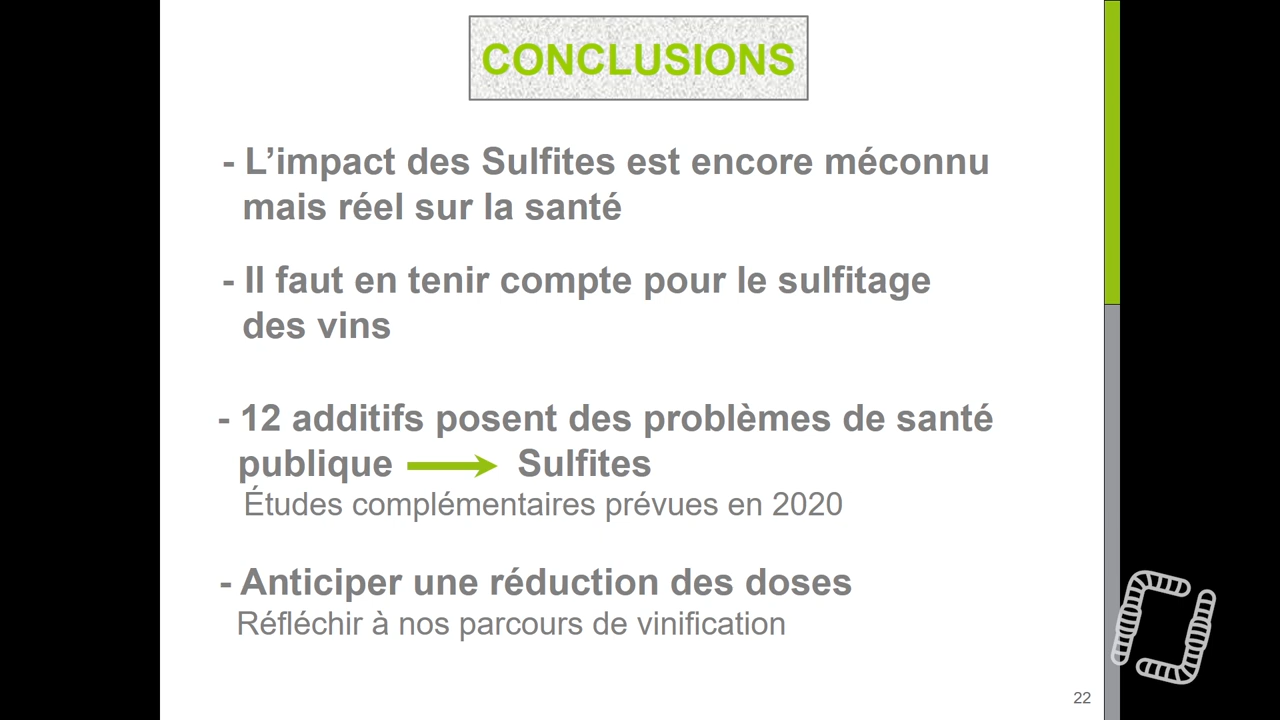 CONCLUSIONS
- L’impact des Sulfites est encore méconnu
mais réel sur la santé
- Il faut en tenir compte pour le sulfitage
des vins
- 12 additifs posent des problèmes de santé
publique Sulfites
Études complémentaires prévues en 2020
- Anticiper une réduction des doses
Réfléchir à nos parcours de vinification
22